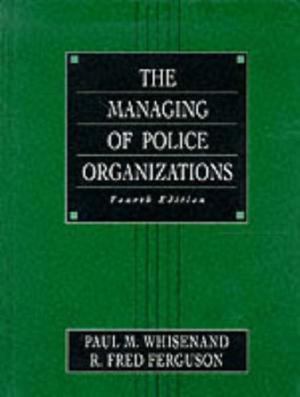 THE
MANAGING
OF POLICE
ORGANIZATIONS
Fourth Edition
PAUL M. WHISENAND
R. FRED FERGUSON